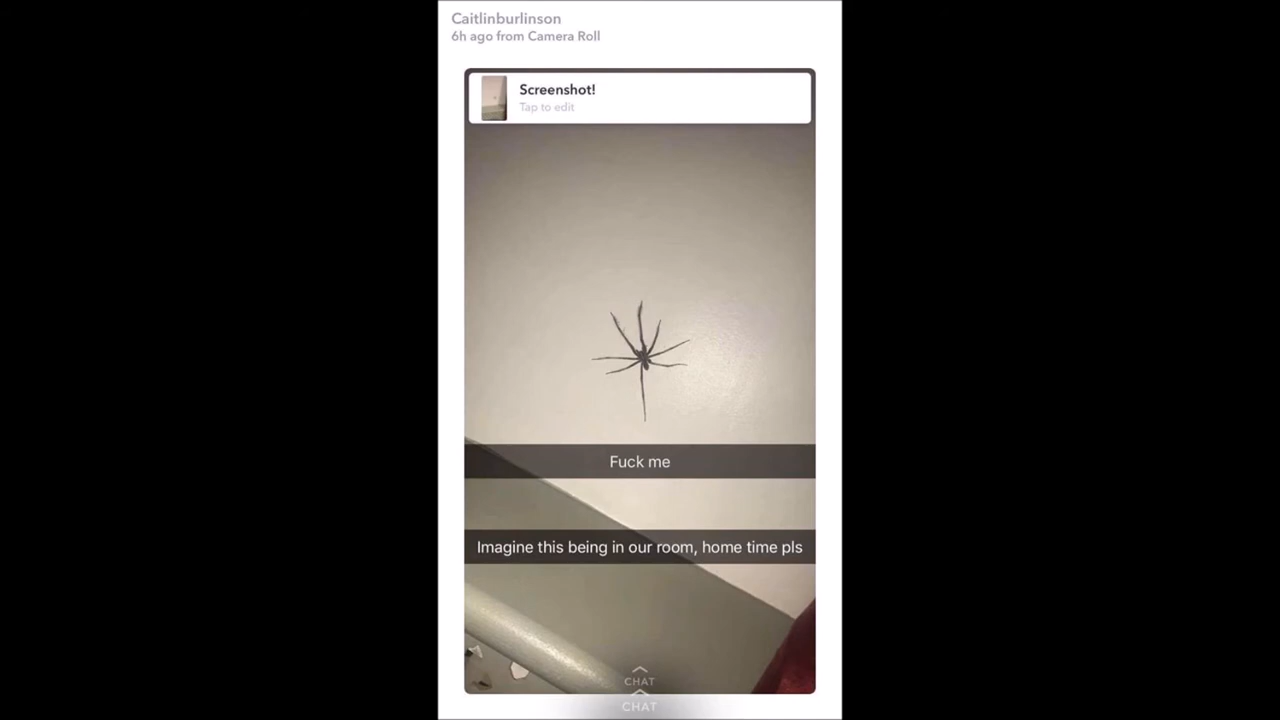 Caitlinburlinson
6h ago from Camera Roll
Screenshot!
Tap to edit
Fuck me
Imagine this being in our room, home time pls
CHAT
CHAT